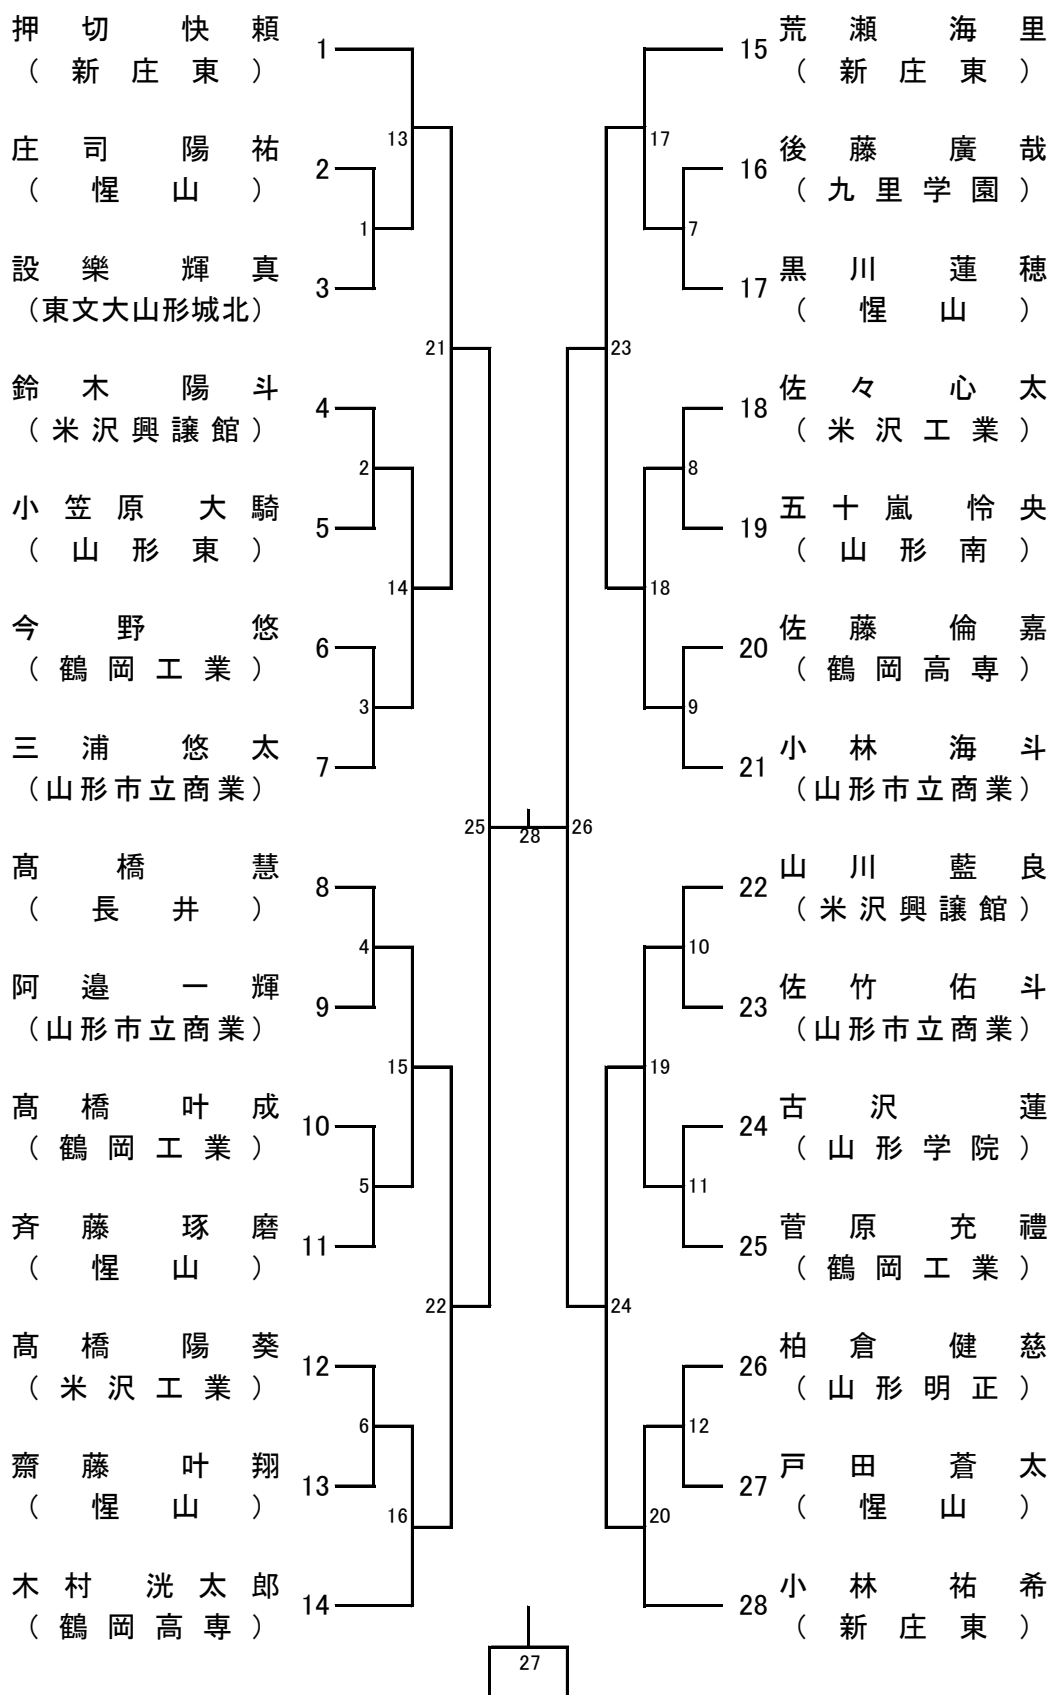 押切 快頼 1
（新庄東）
13
庄司 陽祐 2
（惺山）
1
設樂 輝真 3
（東文大山形城北）
21
鈴木 陽斗 4
（米沢興譲館）
2
小笠原 大騎 5
（山形東）
14
今野 悠 6
（鶴岡工業）
3
三浦 悠太 7
（山形市立商業）
25
髙橋 慧 8
（長井）
4
阿邉 一輝 9
（山形市立商業）
15
髙橋 叶成 10
（鶴岡工業）
5
斉藤 琢磨 11
（惺山）
22
髙橋 陽葵 12
（米沢工業）
6
齋藤 叶翔 13
（惺山）
16
木村 洸太郎 14
（鶴岡高専）
28
27
15 荒瀬 海里
（新庄東）
17
16 後藤 廣哉
（九里学園）
7
17 黒川 蓮穂
（惺山）
23
18 佐々 心太
（米沢工業）
8
19 五十嵐 怜央
（山形南）
18
20 佐藤 倫嘉
（鶴岡高専）
9
21 小林 海斗
（山形市立商業）
26
22 山川 藍良
（米沢興譲館）
10
23 佐竹 佑斗
（山形市立商業）
19
24 古沢 蓮
（山形学院）
11
25 菅原 充禮
（鶴岡工業）
24
26 柏倉 健慈
（山形明正）
12
27 戸田 蒼太
（惺山）
20
28 小林 祐希
（新庄東）